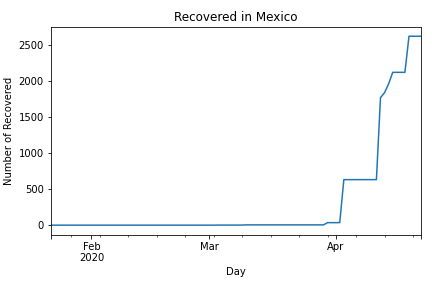 Recovered in Mexico
Number of Recovered
2500
2000
1500
1000
500
0
Feb
2020
Mar
Apr
Day